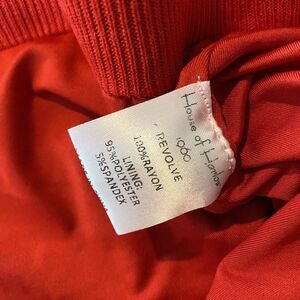 House of Harlow
1960
REVOLVE
100%RAYON
LINING:
95%POLYESTER
5%SPANDEX